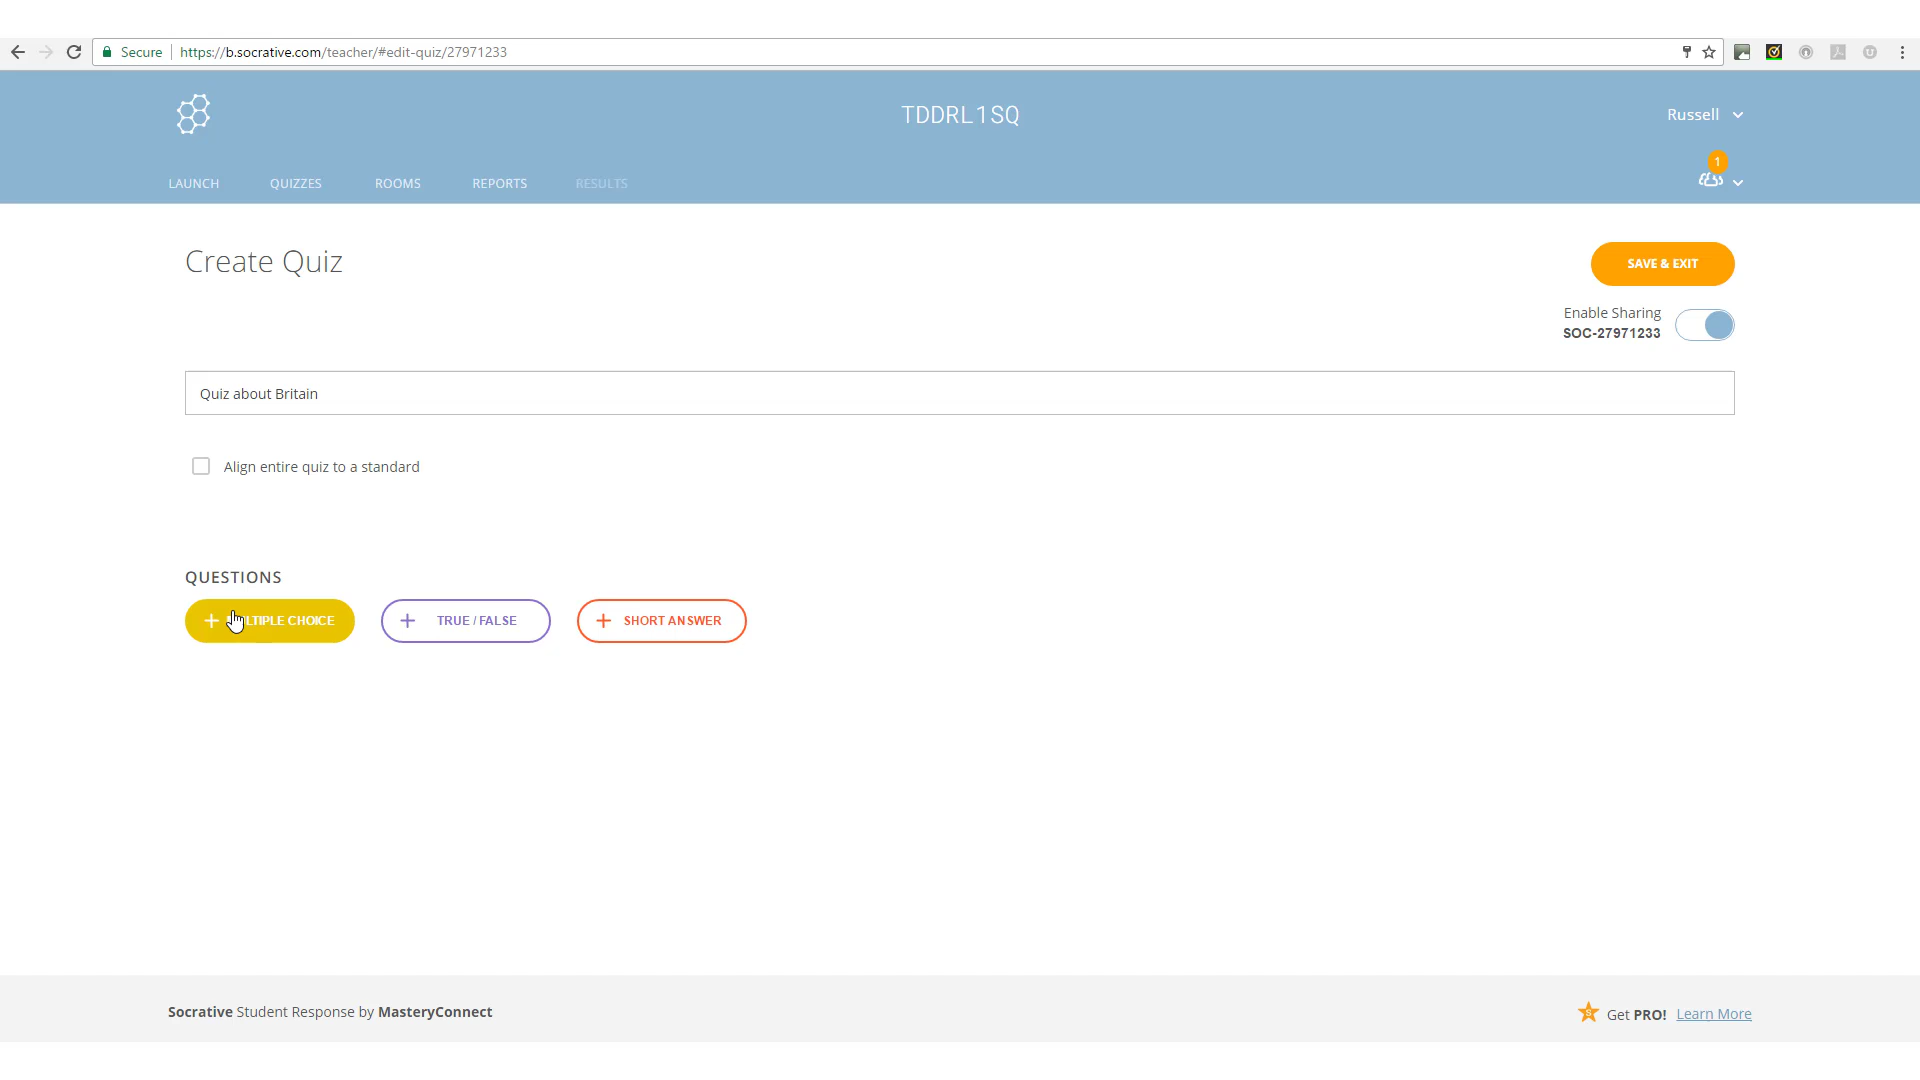 Secure https://b.socrative.com/teacher/#edit-quiz/27971233
TDDRL1SQ
Russell
1
LAUNCH QUIZZES ROOMS REPORTS RESULTS
Create Quiz
SAVE & EXIT
Enable Sharing
SOC-27971233
Quiz about Britain
Align entire quiz to a standard
QUESTIONS
+ LTIPLE CHOICE + TRUE / FALSE + SHORT ANSWER
Socrative Student Response by MasteryConnect
Get PRO! Learn More